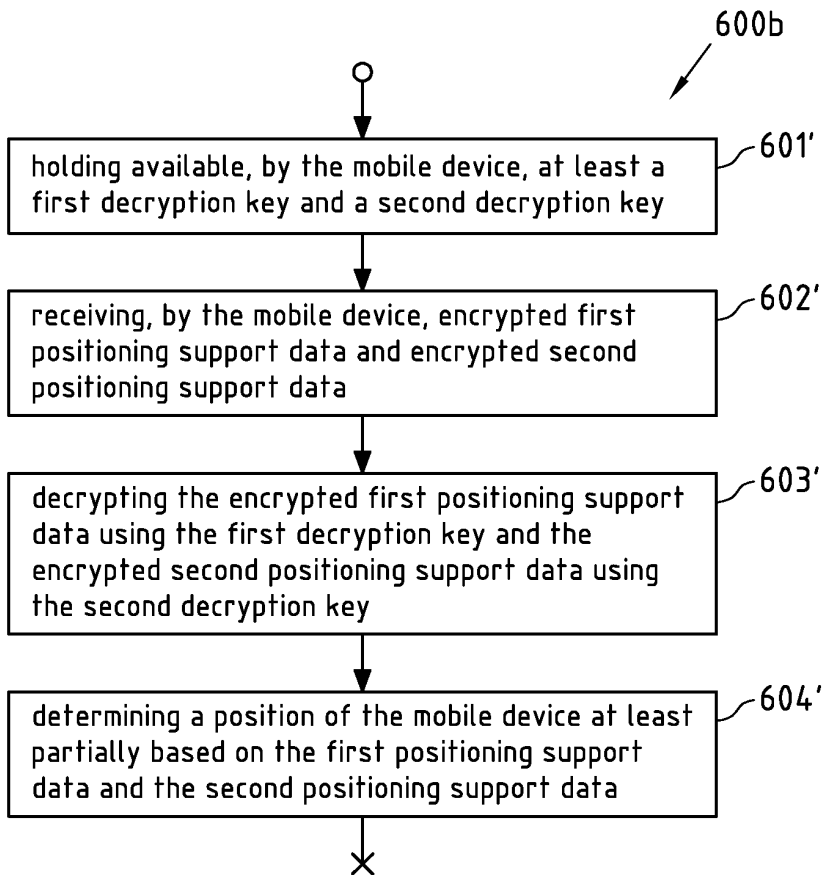 600b
601'
holding available, by the mobile device, at least a
first decryption key and a second decryption key
602'
receiving, by the mobile device, encrypted first
positioning support data and encrypted second
positioning support data
603'
decrypting the encrypted first positioning support
data using the first decryption key and the
encrypted second positioning support data using
the second decryption key
604'
determining a position of the mobile device at least
partially based on the first positioning support
data and the second positioning support data